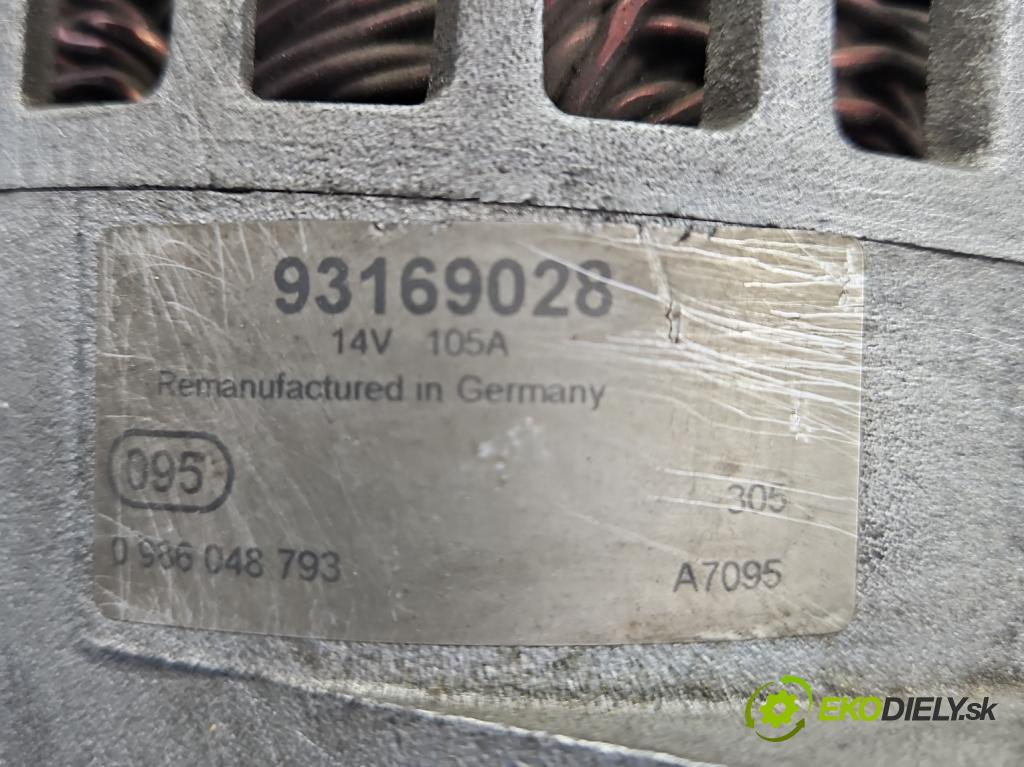 93169028
14V 105A
Remanufactured in Germany
095
305
0 986 048 793
A7095
EKODIELY.sk